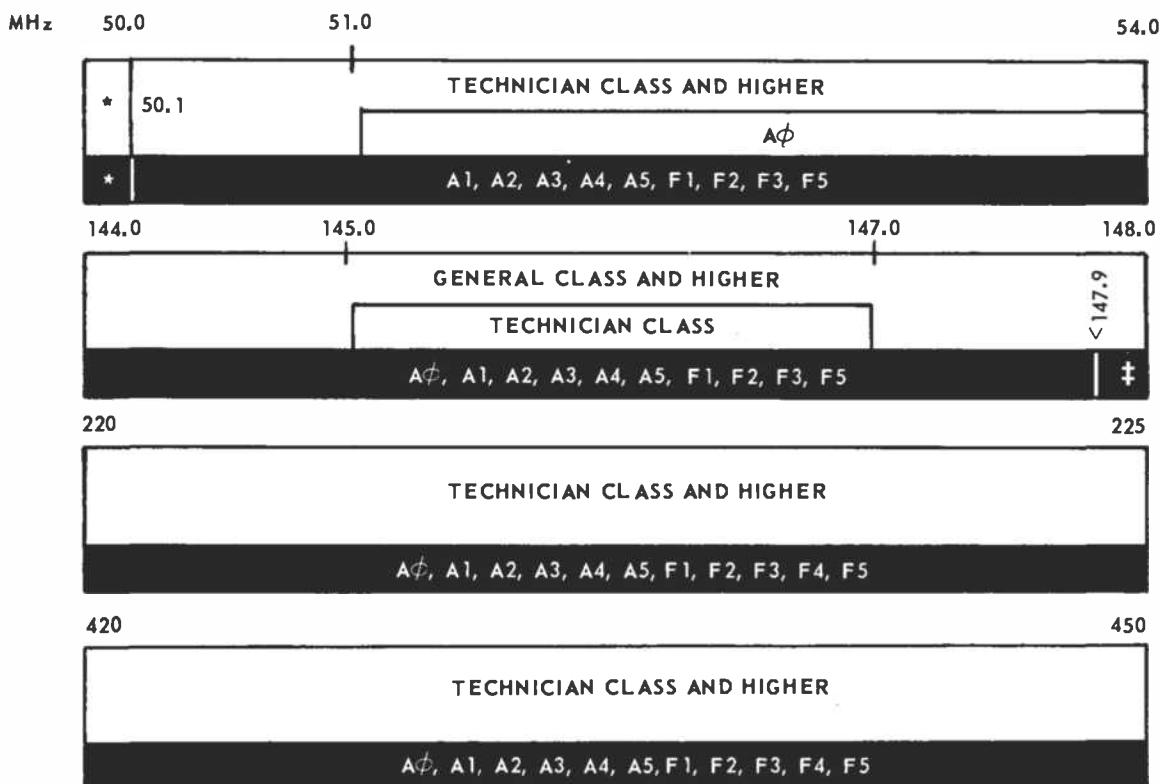 MHz 50.0 51.0 54.0
TECHNICIAN CLASS AND HIGHER
* 50.1
Aϕ
* A1, A2, A3, A4, A5, F1, F2, F3, F5
144.0 145.0 147.0 148.0
GENERAL CLASS AND HIGHER
<147.9
TECHNICIAN CLASS
Aϕ, A1, A2, A3, A4, A5, F1, F2, F3, F5 ‡
220 225
TECHNICIAN CLASS AND HIGHER
Aϕ, A1, A2, A3, A4, A5, F1, F2, F3, F4, F5
420 450
TECHNICIAN CLASS AND HIGHER
Aϕ, A1, A2, A3, A4, A5, F1, F2, F3, F4, F5